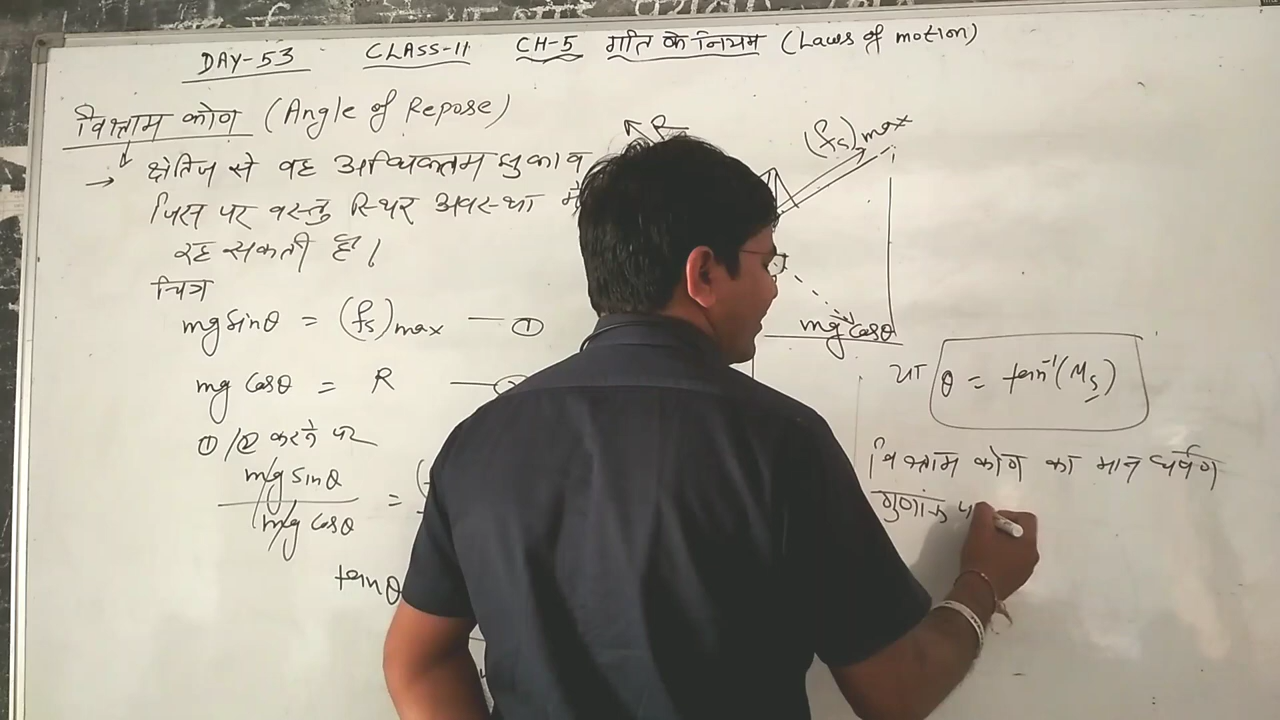 DAY-53 CLASS-11 CH-5 गति के नियम (Laws of motion)
विश्राम कोण (Angle of Repose)
→ क्षैतिज से वह अधिकतम झुकाव
जिस पर वस्तु स्थिर अवस्था में
रह सकती है।
चित्र
mg sinθ = (fs)max — ①
mg cosθ = R —
①/② करने पर
mg sinθ
mg cosθ
=
tanθ
R
(fs)max
mg cosθ
या θ = tan⁻¹(μs)
विश्राम कोण का मान घर्षण
गुणांक